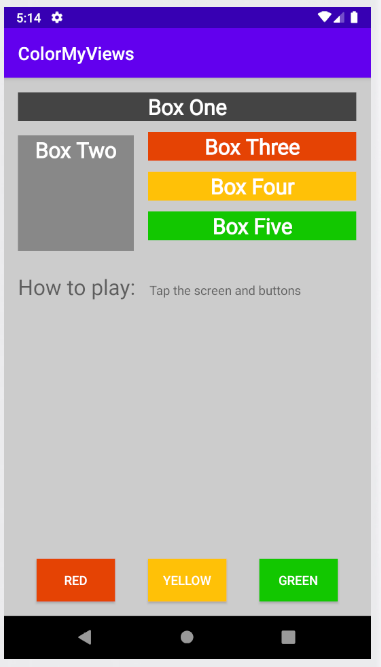 5:14
ColorMyViews
Box One
Box Two
Box Three
Box Four
Box Five
How to play: Tap the screen and buttons
RED YELLOW GREEN